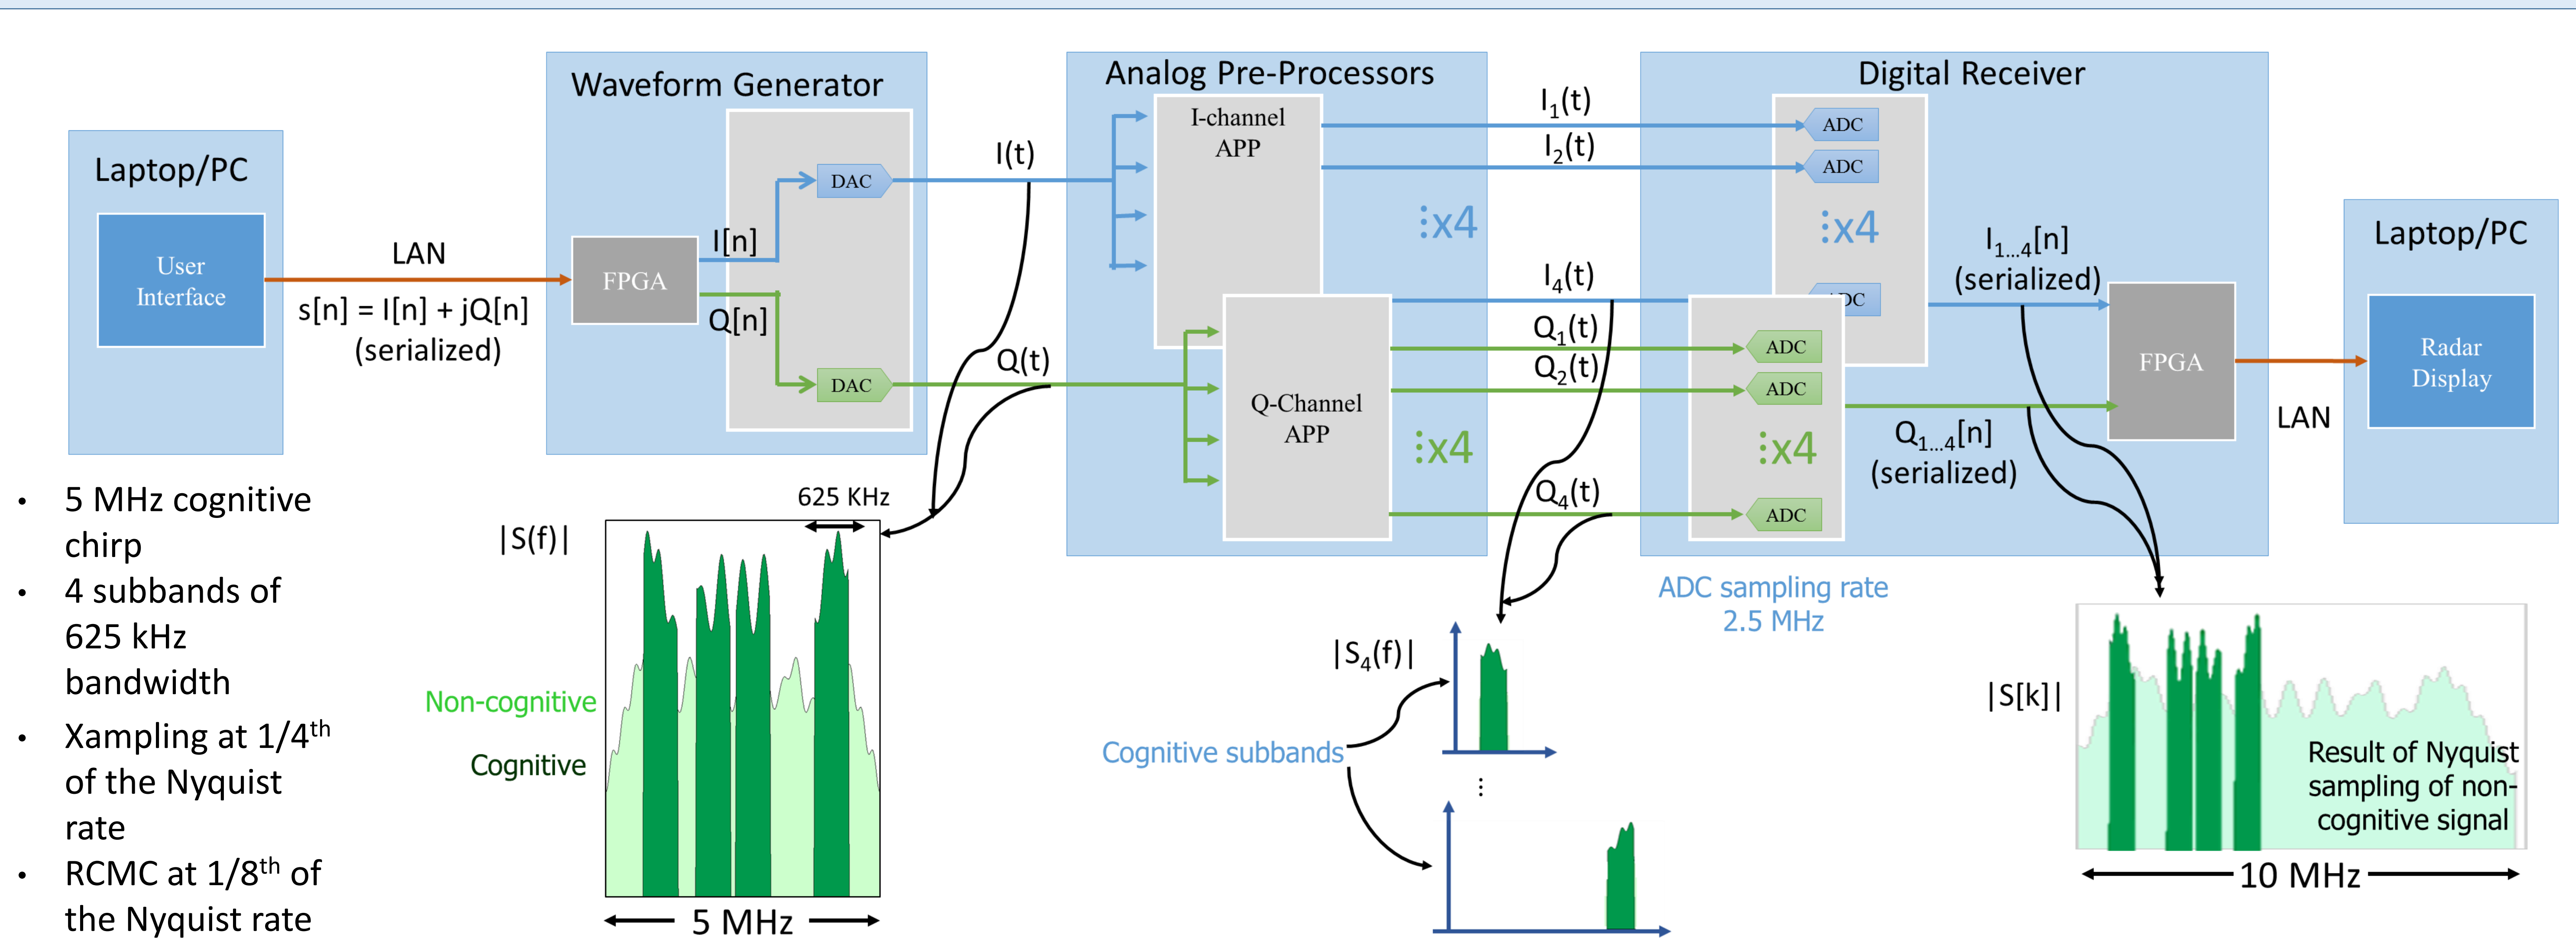 Waveform Generator
Analog Pre-Processors
Digital Receiver
Laptop/PC
User
Interface
LAN
s[n] = I[n] + jQ[n]
(serialized)
FPGA
I[n]
Q[n]
DAC
DAC
I(t)
Q(t)
I-channel
APP
Q-Channel
APP
I₁(t)
I₂(t)
⋮x4
I₄(t)
Q₁(t)
Q₂(t)
⋮x4
Q₄(t)
ADC
ADC
⋮x4
DC
ADC
ADC
⋮x4
ADC
I₁…₄[n]
(serialized)
Q₁…₄[n]
(serialized)
FPGA
LAN
Laptop/PC
Radar
Display
• 5 MHz cognitive
chirp
• 4 subbands of
625 kHz
bandwidth
• Xampling at 1/4ᵗʰ
of the Nyquist
rate
• RCMC at 1/8ᵗʰ of
the Nyquist rate
625 KHz
|S(f)|
Non-cognitive
Cognitive
5 MHz
ADC sampling rate
2.5 MHz
|S₄(f)|
Cognitive subbands
⋮
|S[k]|
Result of Nyquist
sampling of non-
cognitive signal
10 MHz